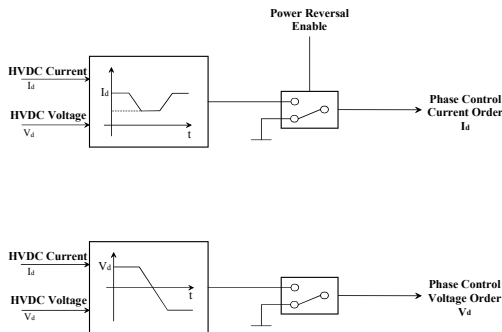 Power Reversal
Enable
HVDC Current
Id
HVDC Voltage
Vd
Id
t
Phase Control
Current Order
Id
HVDC Current
Id
HVDC Voltage
Vd
Vd
t
Phase Control
Voltage Order
Vd